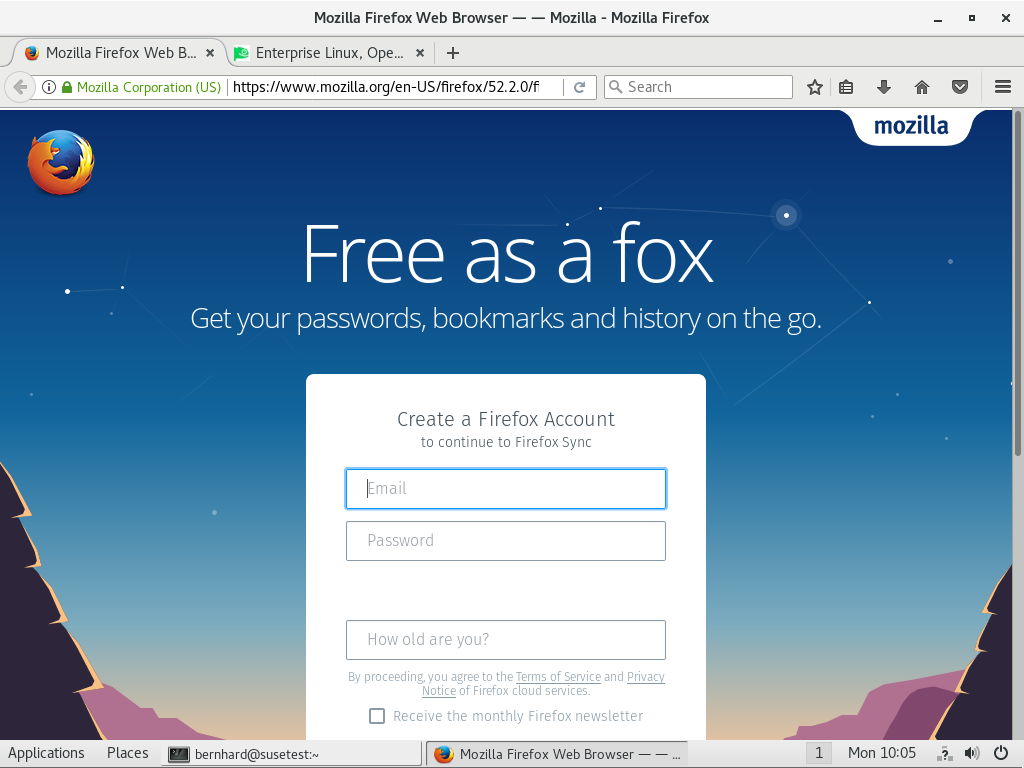 Mozilla Firefox Web Browser — — Mozilla - Mozilla Firefox
Mozilla Firefox Web B...
Enterprise Linux, Ope...
Mozilla Corporation (US)
https://www.mozilla.org/en-US/firefox/52.2.0/fi
Search
mozilla
Free as a fox
Get your passwords, bookmarks and history on the go.
Create a Firefox Account
to continue to Firefox Sync
Email
Password
How old are you?
By proceeding, you agree to the Terms of Service and Privacy
Notice of Firefox cloud services.
Receive the monthly Firefox newsletter
Applications
Places
bernhard@susetest:~
Mozilla Firefox Web Browser — — ...
1
Mon 10:05